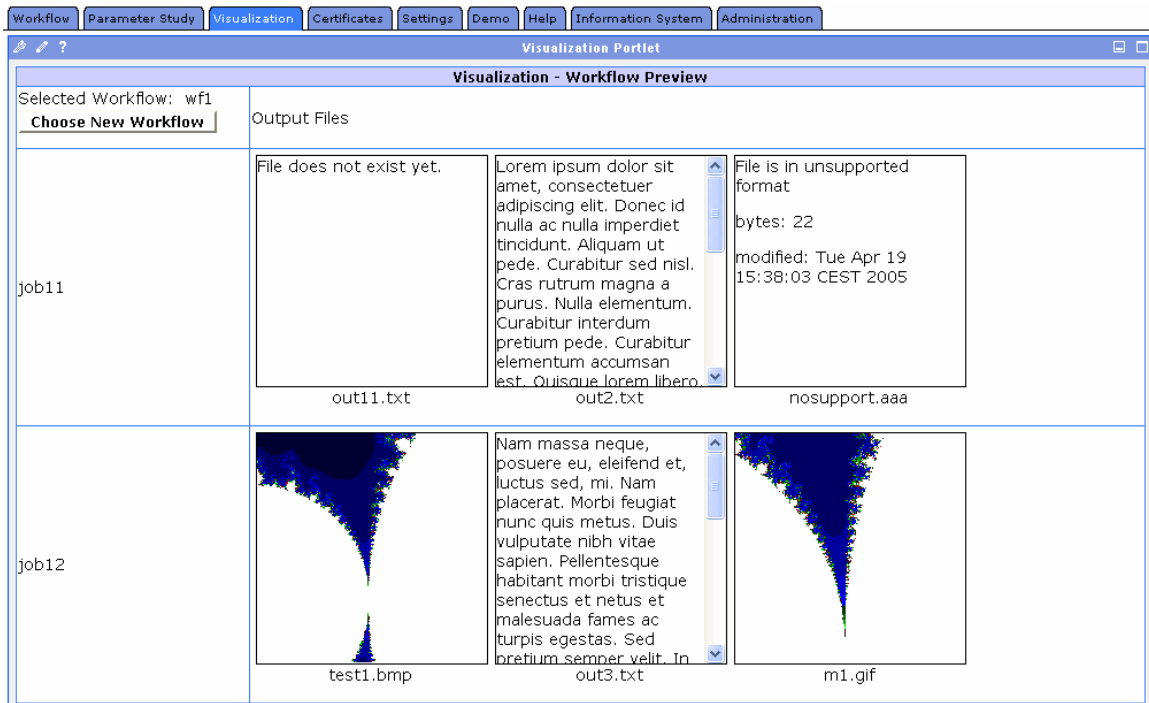 Workflow Parameter Study Visualization Certificates Settings Demo Help Information System Administration
? Visualization Portlet
Visualization - Workflow Preview
Selected Workflow: wf1
Choose New Workflow
Output Files
job11
File does not exist yet.
out11.txt
Lorem ipsum dolor sit
amet, consectetuer
adipiscing elit. Donec id
nulla ac nulla imperdiet
tincidunt. Aliquam ut
pede. Curabitur sed nisl.
Cras rutrum magna a
purus. Nulla elementum.
Curabitur interdum
pretium pede. Curabitur
elementum accumsan
est. Quisque lorem libero.
out2.txt
File is in unsupported
format
bytes: 22
modified: Tue Apr 19
15:38:03 CEST 2005
nosupport.aaa
job12
test1.bmp
Nam massa neque,
posuere eu, eleifend et,
luctus sed, mi. Nam
placerat. Morbi feugiat
nunc quis metus. Duis
vulputate nibh vitae
sapien. Pellentesque
habitant morbi tristique
senectus et netus et
malesuada fames ac
turpis egestas. Sed
pretium semper velit. In
out3.txt
m1.gif